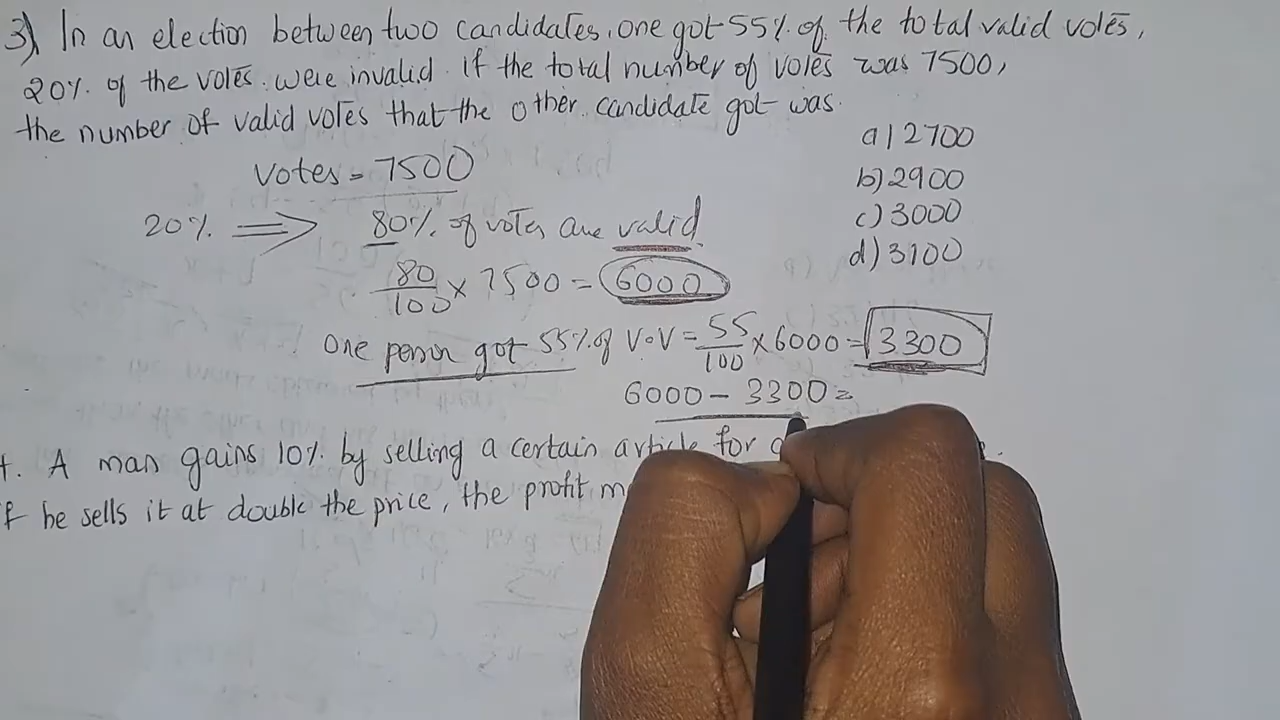 3) In an election between two candidates, one got 55% of the total valid votes,
20% of the votes were invalid. if the total number of votes was 7500,
the number of valid votes that the other candidate got was.
a) 2700
b) 2900
c) 3000
d) 3100
votes = 7500
20% ⇒ 80% of votes are valid.
80/100 × 7500 = 6000
One person got 55% of V.V = 55/100 × 6000 = 3300
6000 - 3300 =
4. A man gains 10% by selling a certain article for a
If he sells it at double the price, the profit m